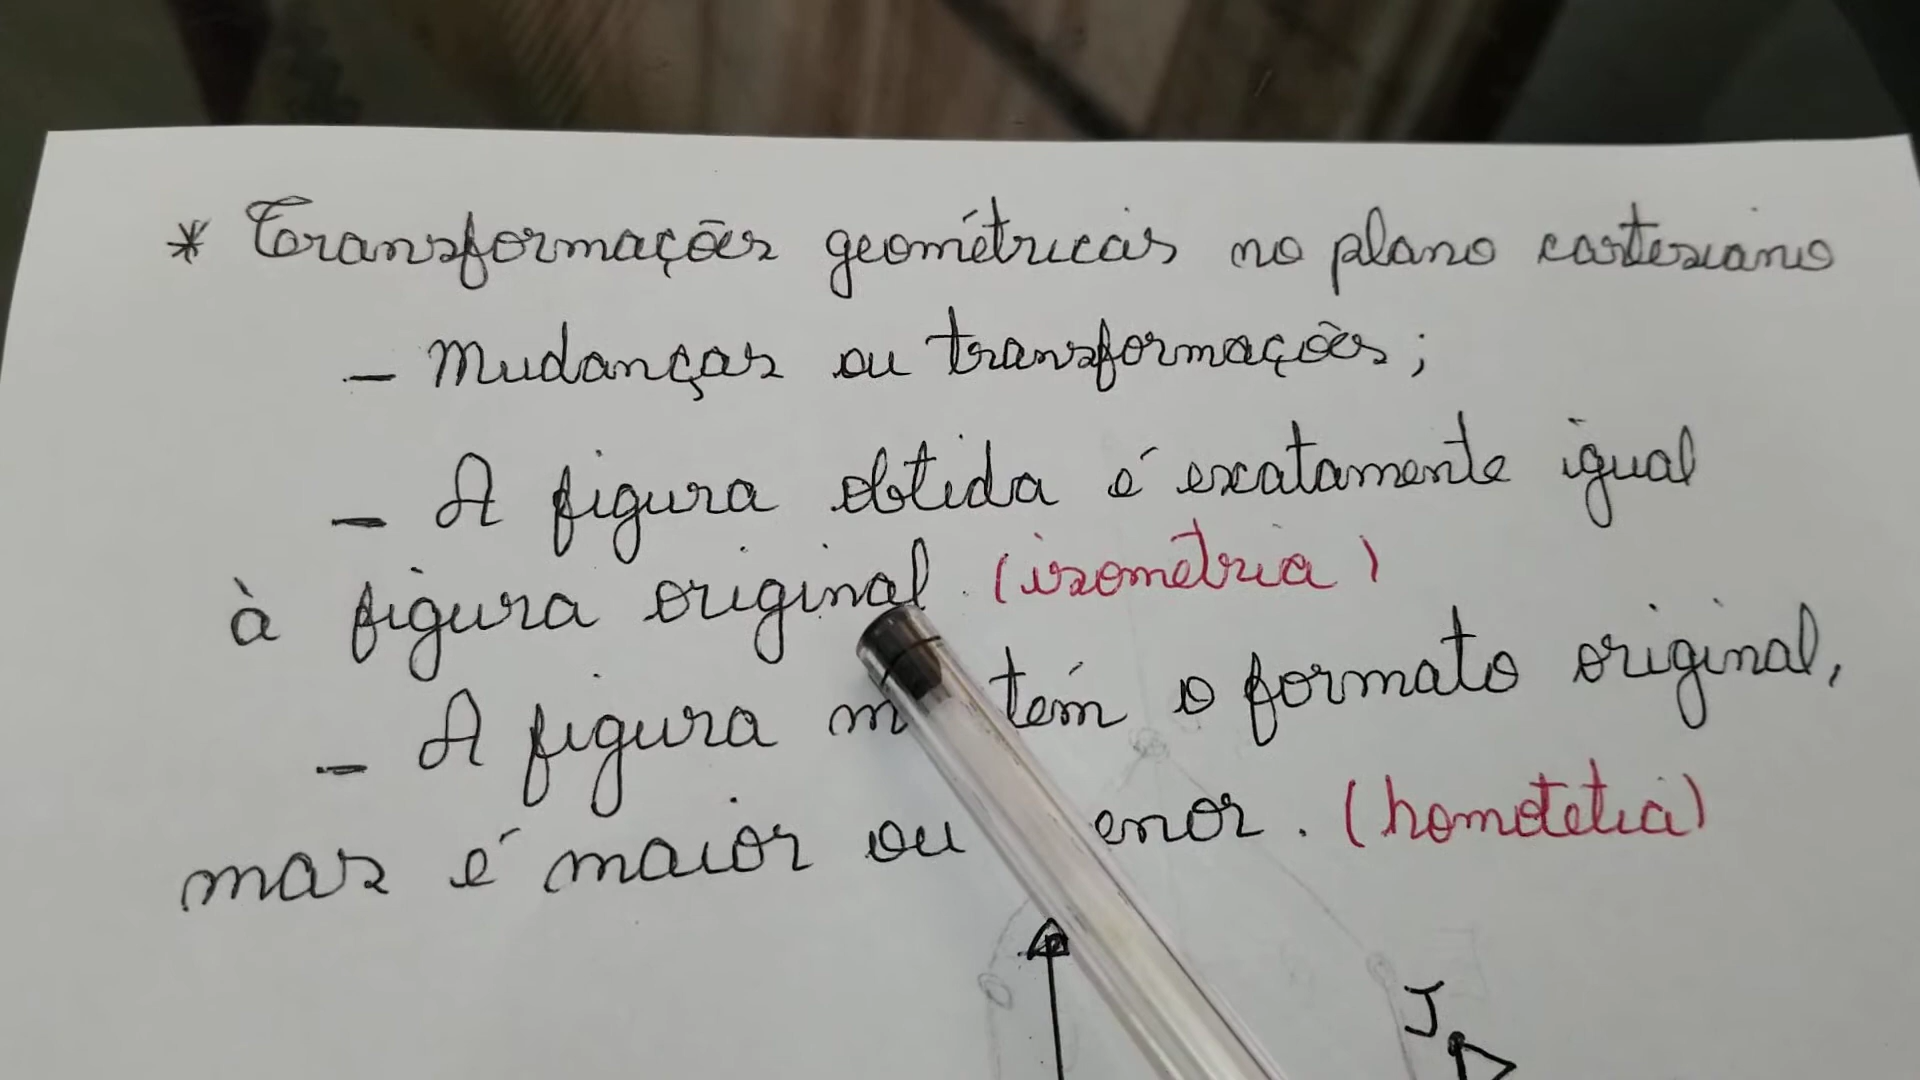 * Transformações geométricas no plano cartesiano
- Mudanças ou transformações;
- A figura obtida é exatamente igual
à figura original. (isometria)
- A figura m tém o formato original,
mas é maior ou enor. (homotetia)
J